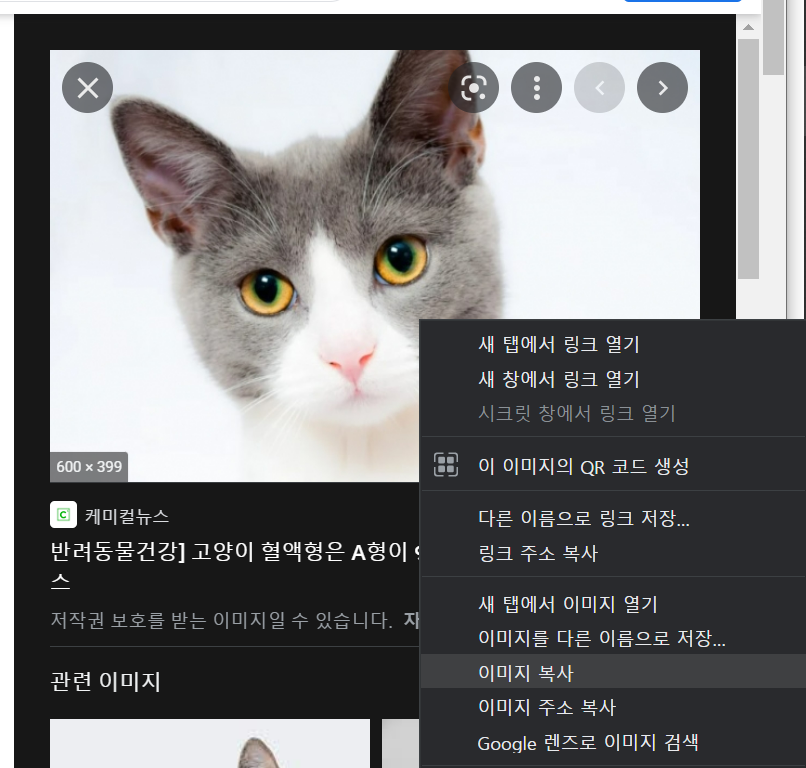 600 × 399
케미컬뉴스
반려동물건강] 고양이 혈액형은 A형이
스
저작권 보호를 받는 이미지일 수 있습니다.
관련 이미지
새 탭에서 링크 열기
새 창에서 링크 열기
시크릿 창에서 링크 열기
이 이미지의 QR 코드 생성
다른 이름으로 링크 저장...
링크 주소 복사
새 탭에서 이미지 열기
이미지를 다른 이름으로 저장...
이미지 복사
이미지 주소 복사
Google 렌즈로 이미지 검색